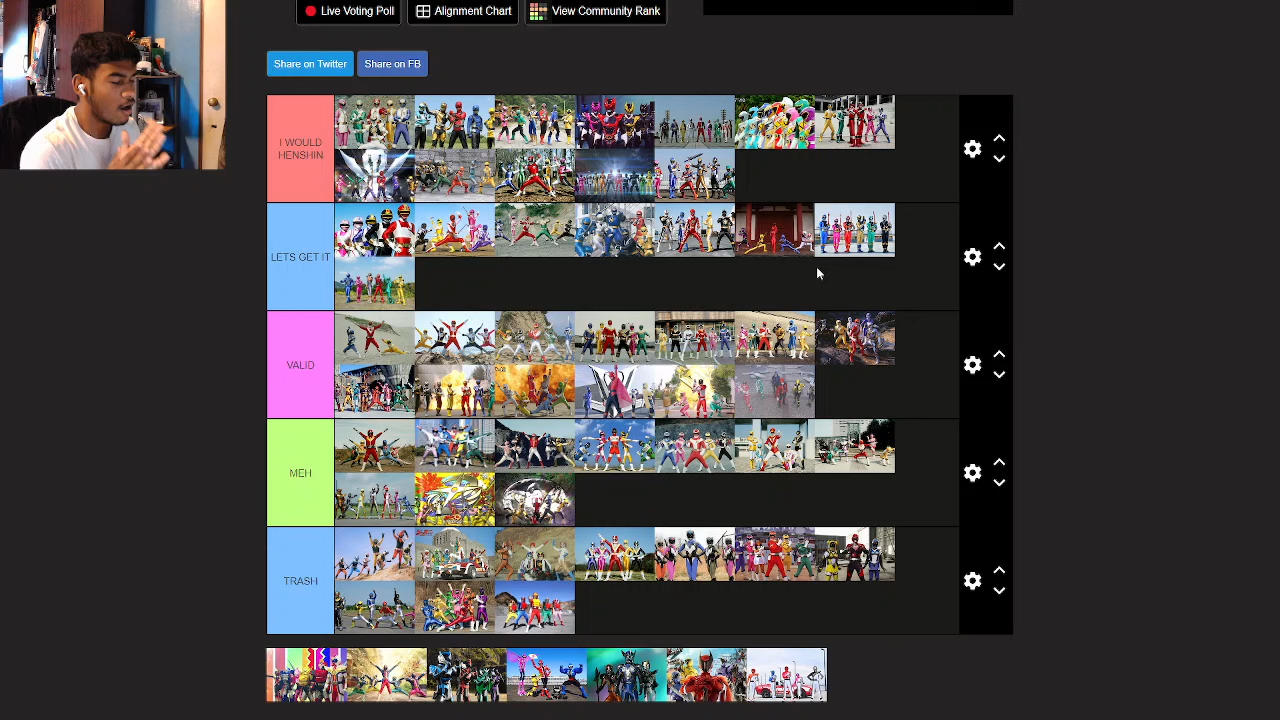 Live Voting Poll
Alignment Chart
View Community Rank
Share on Twitter
Share on FB
I WOULD
HENSHIN
LETS GET IT
VALID
MEH
TRASH